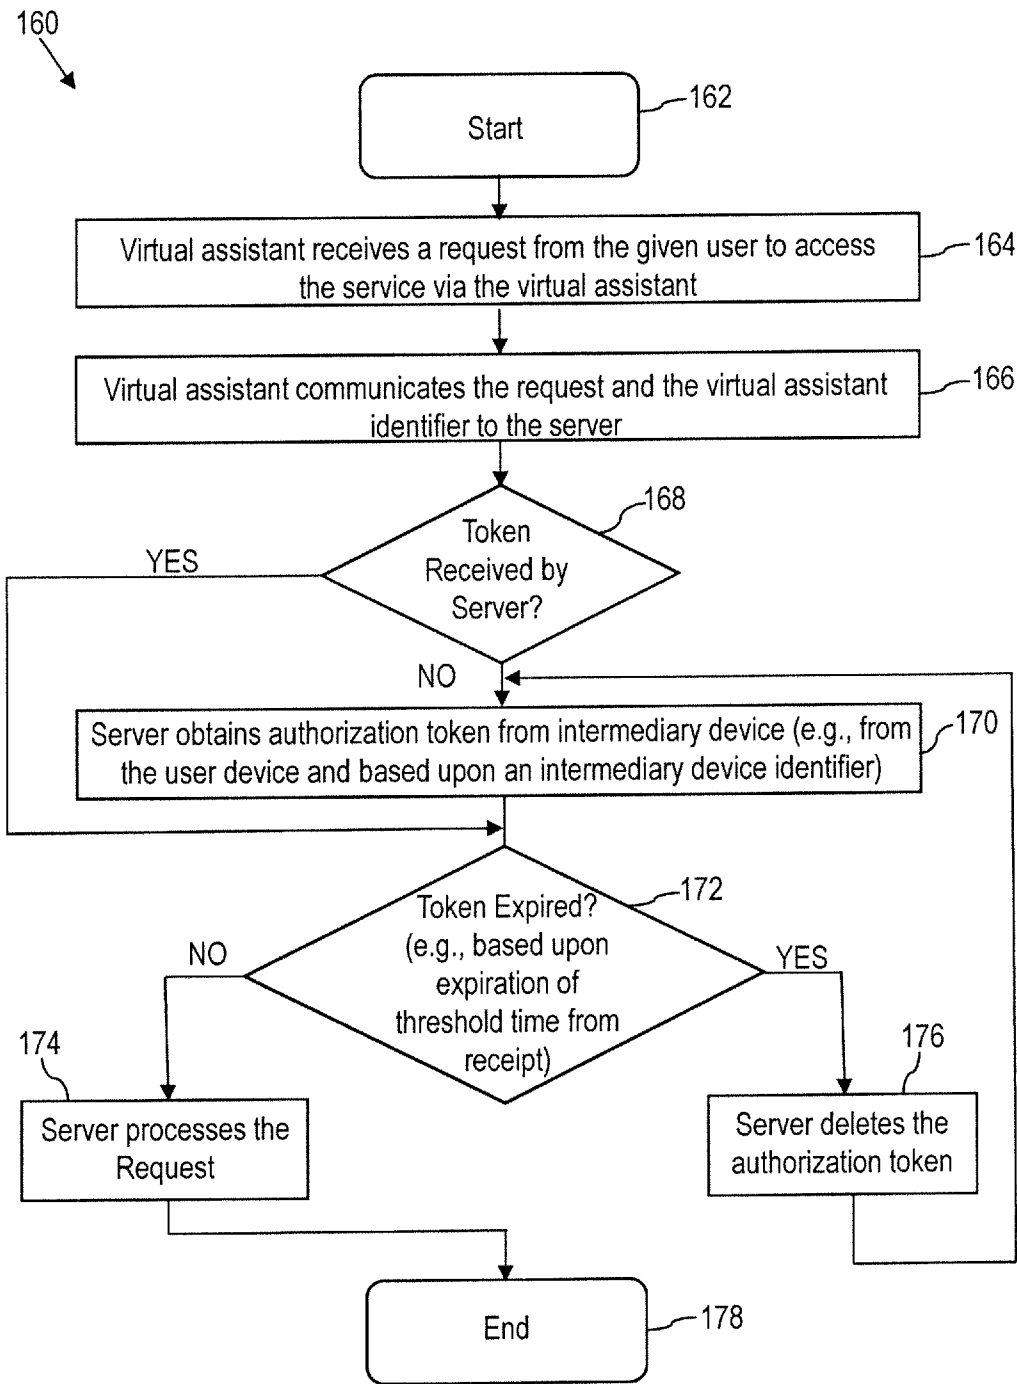 160
Start
162
Virtual assistant receives a request from the given user to access
the service via the virtual assistant
164
Virtual assistant communicates the request and the virtual assistant
identifier to the server
166
168
Token
Received by
Server?
YES
NO
Server obtains authorization token from intermediary device (e.g., from
the user device and based upon an intermediary device identifier)
170
172
Token Expired?
(e.g., based upon
expiration of
threshold time from
receipt)
NO
YES
174
Server processes the
Request
176
Server deletes the
authorization token
End
178